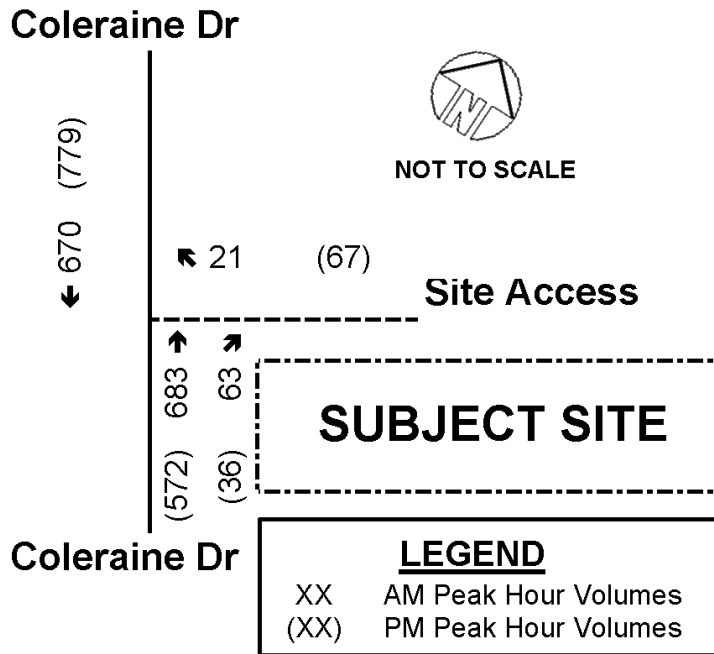 Coleraine Dr
N
NOT TO SCALE
670 (779)
21 (67)
Site Access
683 (572)
63 (36)
SUBJECT SITE
Coleraine Dr
LEGEND
XX AM Peak Hour Volumes
(XX) PM Peak Hour Volumes